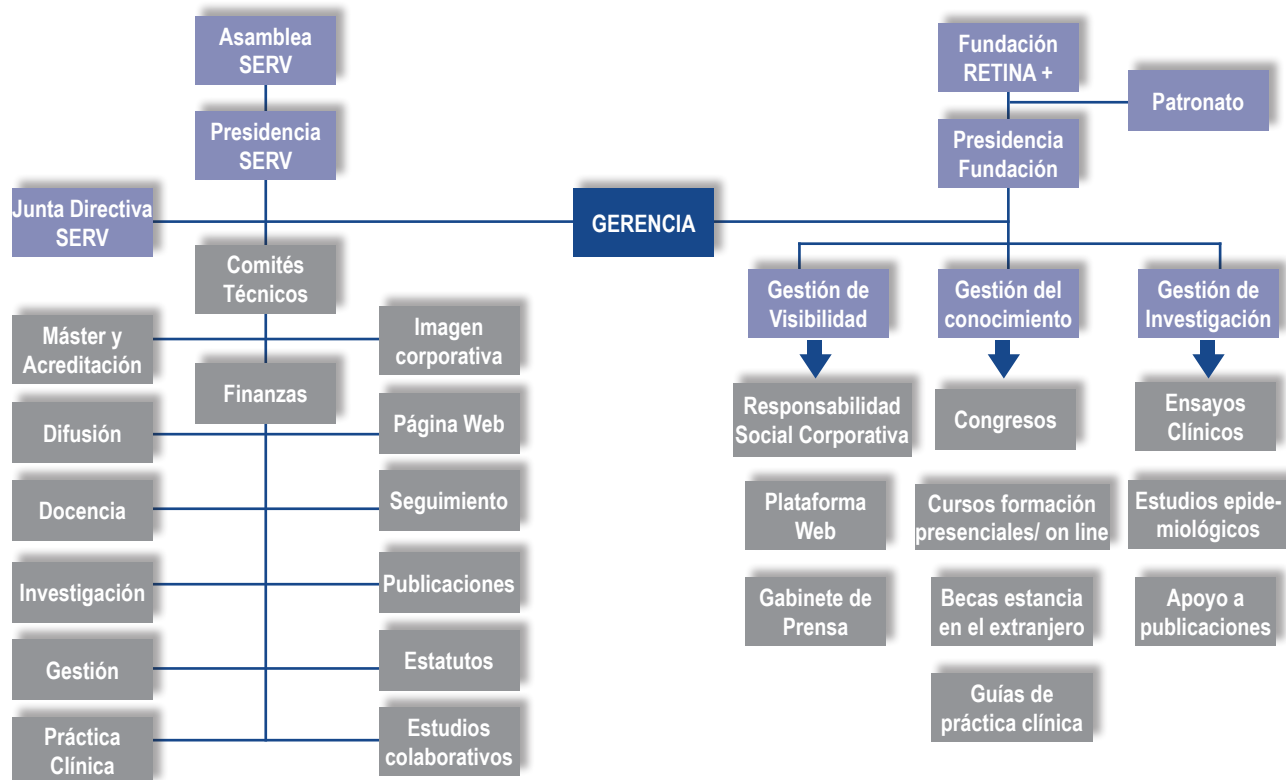 Asamblea
SERV
Fundación
RETINA +
Patronato
Presidencia
SERV
Presidencia
Fundación
Junta Directiva
SERV
GERENCIA
Comités
Técnicos
Gestión de
Visibilidad
Gestión del
conocimiento
Gestión de
Investigación
Máster y
Acreditación
Imagen
corporativa
Finanzas
Responsabilidad
Social Corporativa
Congresos
Ensayos
Clínicos
Difusión
Página Web
Docencia
Seguimiento
Plataforma
Web
Cursos formación
presenciales/ on line
Estudios epide-
miológicos
Investigación
Publicaciones
Gabinete de
Prensa
Becas estancia
en el extranjero
Apoyo a
publicaciones
Gestión
Estatutos
Guías de
práctica clínica
Práctica
Clínica
Estudios
colaborativos